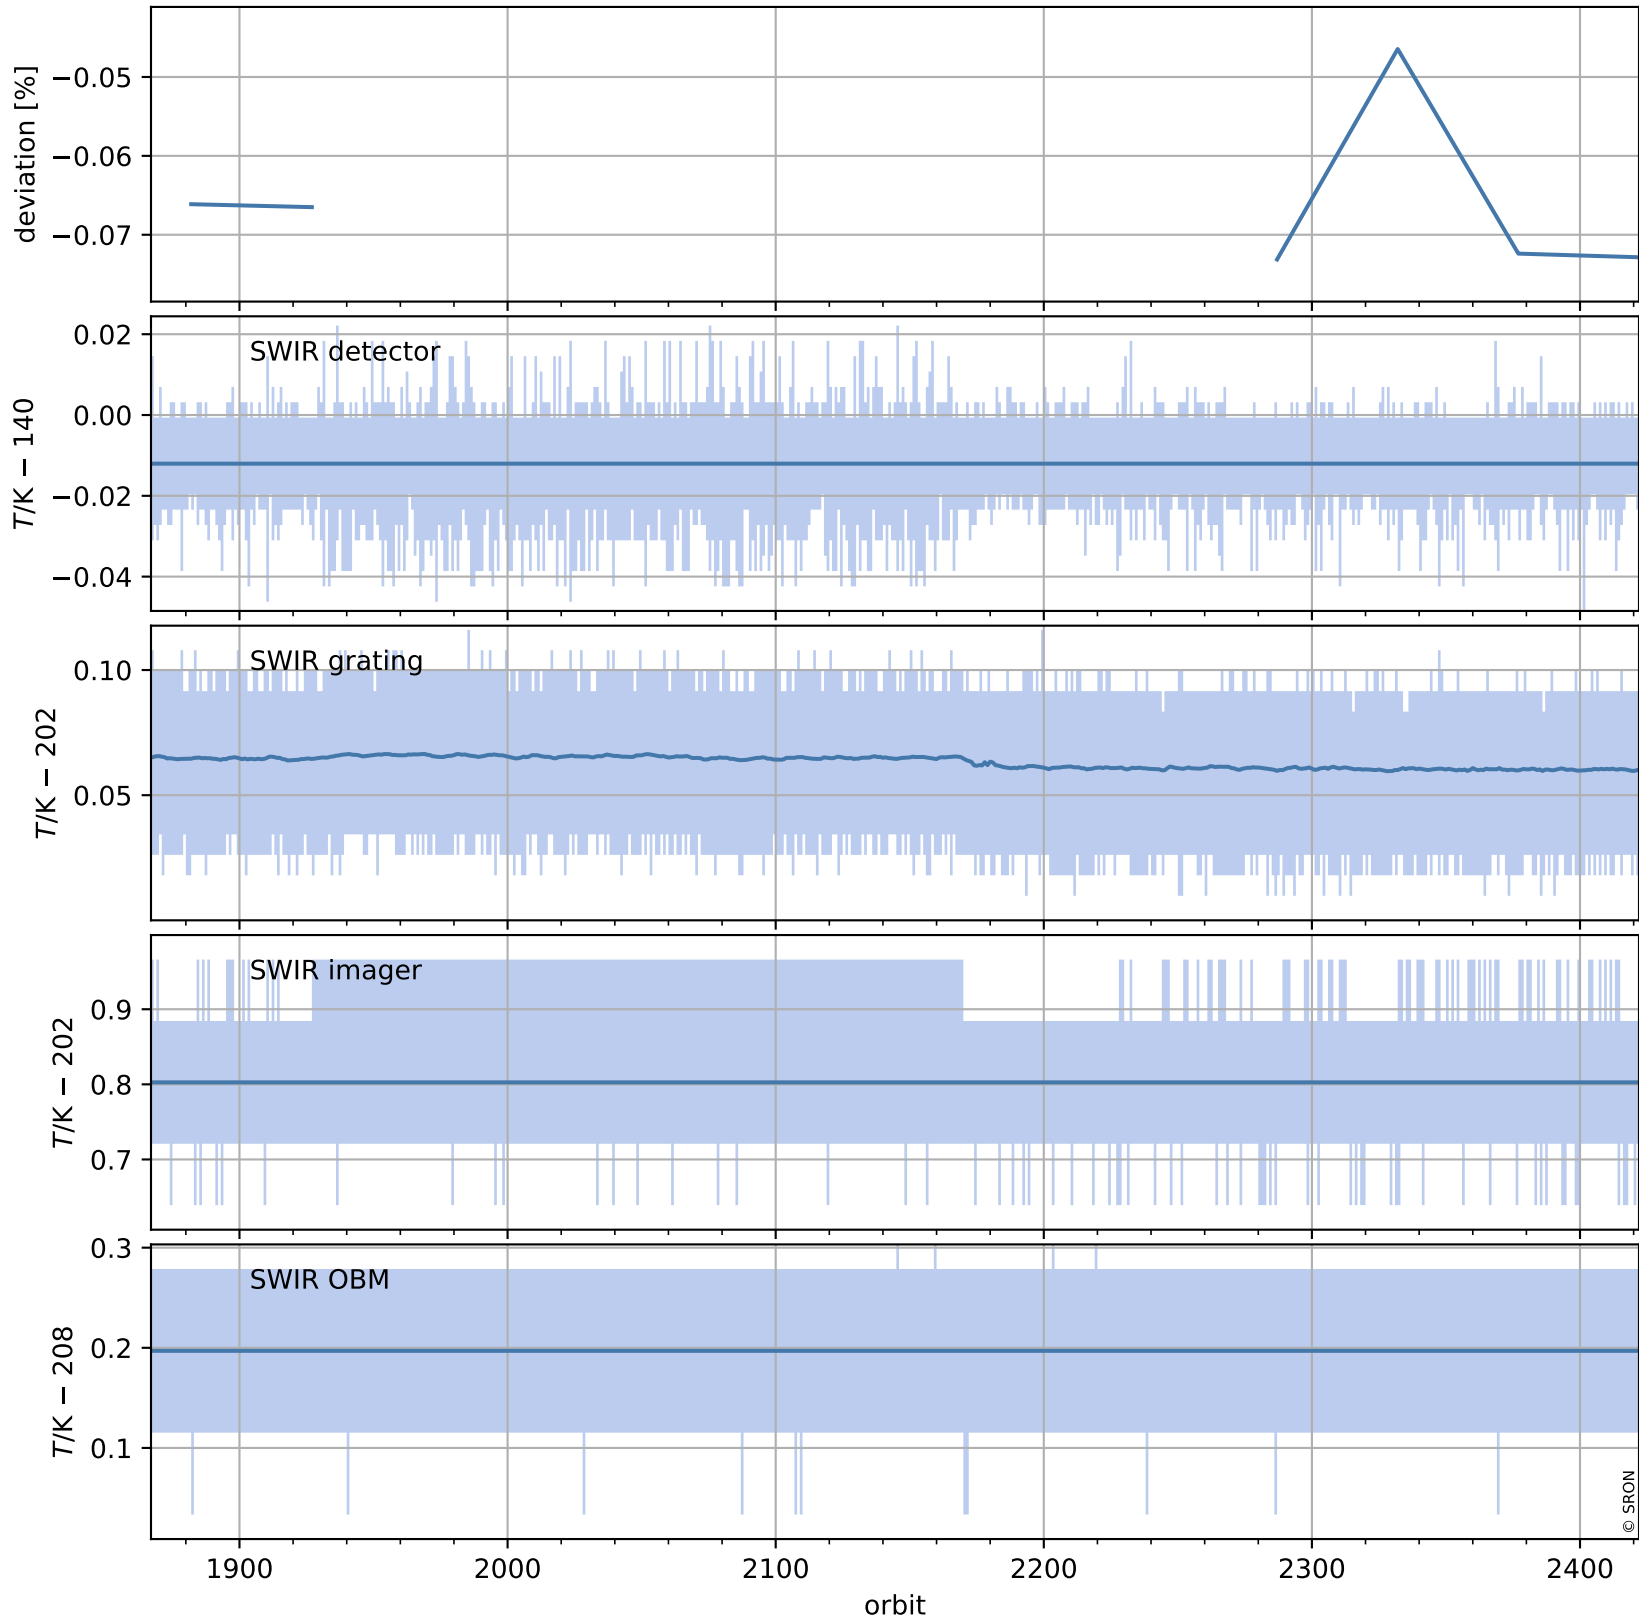 deviation [%]
−0.05
−0.06
−0.07
SWIR detector
T/K − 140
0.02
0.00
−0.02
−0.04
SWIR grating
T/K − 202
0.10
0.05
SWIR imager
T/K − 202
0.9
0.8
0.7
SWIR OBM
T/K − 208
0.3
0.2
0.1
© SRON
1900 2000 2100 2200 2300 2400
orbit